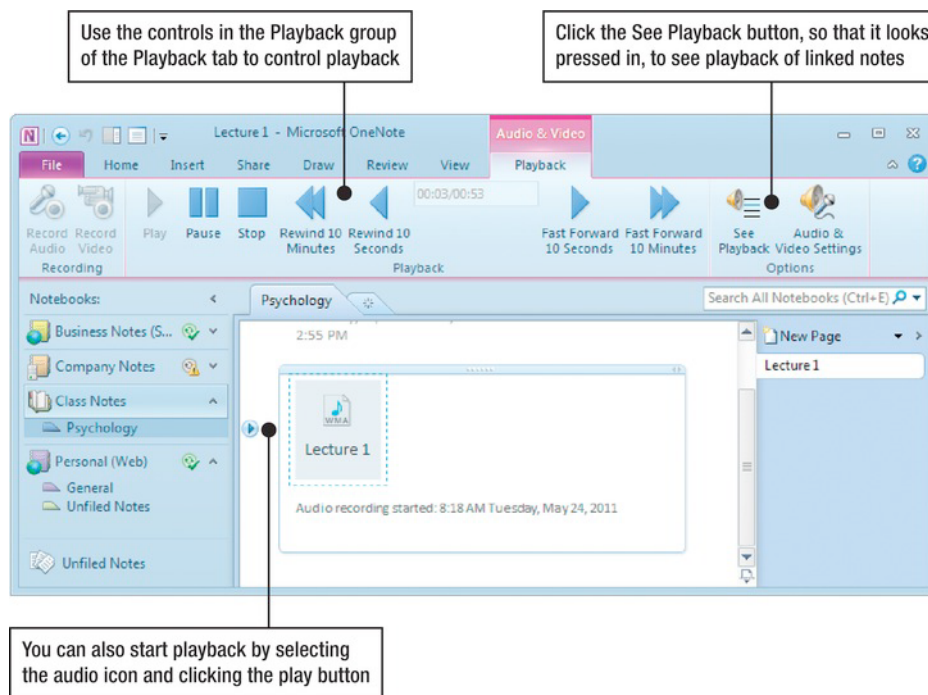 Use the controls in the Playback group
of the Playback tab to control playback
Click the See Playback button, so that it looks
pressed in, to see playback of linked notes
Lecture 1 - Microsoft OneNote
Audio & Video
File Home Insert Share Draw Review View Playback
00:03/00:53
Record Audio
Record Video
Play
Pause
Stop
Rewind 10 Minutes
Rewind 10 Seconds
Fast Forward 10 Seconds
Fast Forward 10 Minutes
See Playback
Audio & Video Settings
Recording
Playback
Options
Notebooks:
Psychology
Search All Notebooks (Ctrl+E)
Business Notes (S...
Company Notes
Class Notes
Psychology
Personal (Web)
General
Unfiled Notes
Unfiled Notes
2:55 PM
WMA
Lecture 1
Audio recording started: 8:18 AM Tuesday, May 24, 2011
New Page
Lecture 1
You can also start playback by selecting
the audio icon and clicking the play button